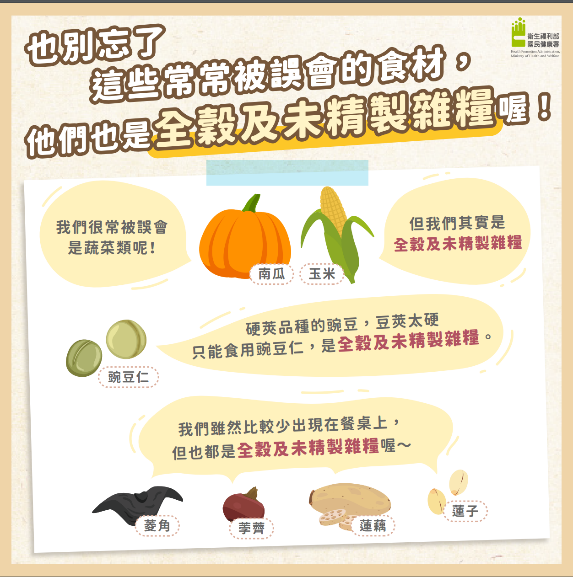 衛生福利部
國民健康署
Health Promotion Administration,
Ministry of Health and Welfare
也別忘了
這些常常被誤會的食材，
他們也是全穀及未精製雜糧喔！
我們很常被誤會
是蔬菜類呢！
但我們其實是
全穀及未精製雜糧
南瓜
玉米
硬莢品種的豌豆，豆莢太硬
只能食用豌豆仁，是全穀及未精製雜糧。
豌豆仁
我們雖然比較少出現在餐桌上，
但也都是全穀及未精製雜糧喔～
菱角
荸薺
蓮藕
蓮子